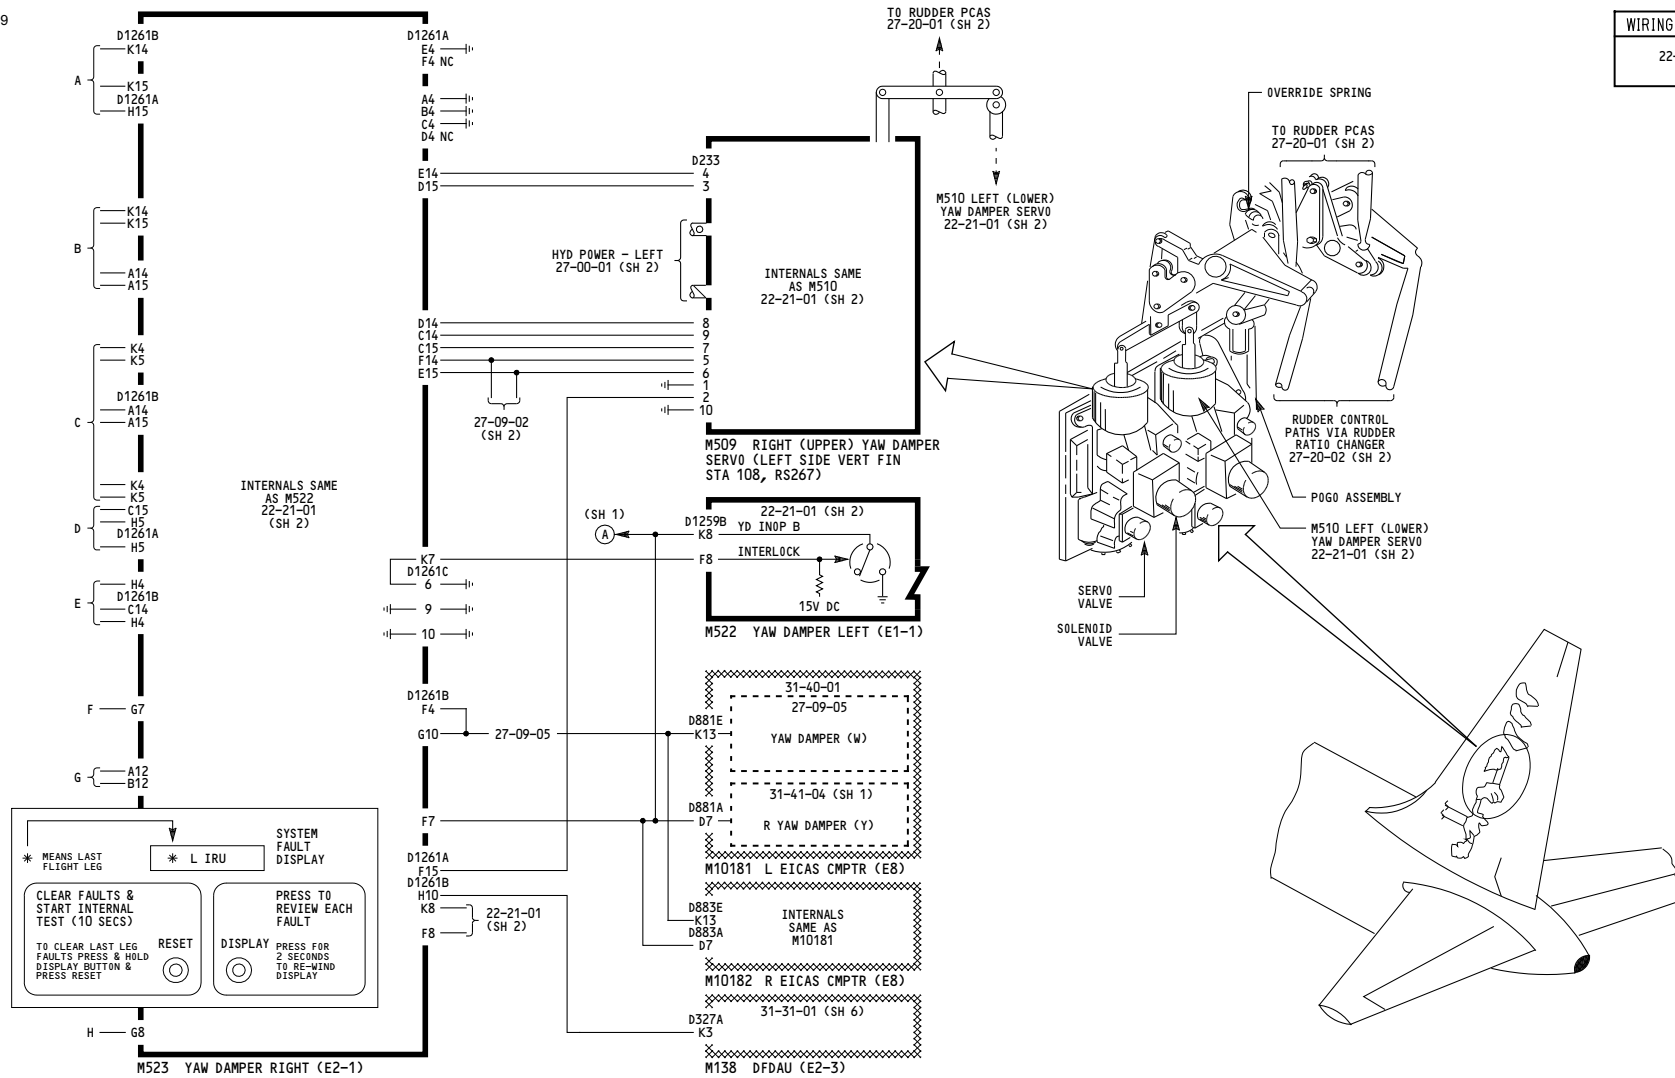 9
D1261B
K14
A
K15
D1261A
H15
K14
K15
B
A14
A15
K4
K5
D1261B
A14
A15
C
K4
K5
C15
H5
D
D1261A
H5
H4
D1261B
E
C14
H4
F
G7
G
A12
B12
INTERNALS SAME
AS M522
22-21-01
(SH 2)
* MEANS LAST
FLIGHT LEG
* L IRU
SYSTEM
FAULT
DISPLAY
CLEAR FAULTS &
START INTERNAL
TEST (10 SECS)
TO CLEAR LAST LEG
FAULTS PRESS & HOLD
DISPLAY BUTTON &
PRESS RESET
RESET
PRESS TO
REVIEW EACH
FAULT
DISPLAY
PRESS FOR
2 SECONDS
TO RE-WIND
DISPLAY
H
G8
M523 YAW DAMPER RIGHT (E2-1)
D1261A
E4
F4 NC
A4
B4
C4
D4 NC
E14
D15
D14
C14
C15
F14
E15
27-09-02
(SH 2)
K7
D1261C
6
9
10
D1261B
F4
G10
27-09-05
F7
D1261A
F15
D1261B
H10
K8
F8
22-21-01
(SH 2)
TO RUDDER PCAS
27-20-01 (SH 2)
M510 LEFT (LOWER)
YAW DAMPER SERVO
22-21-01 (SH 2)
D233
4
3
HYD POWER - LEFT
27-00-01 (SH 2)
INTERNALS SAME
AS M510
22-21-01 (SH 2)
8
9
7
5
6
1
2
10
M509 RIGHT (UPPER) YAW DAMPER
SERVO (LEFT SIDE VERT FIN
STA 108, RS267)
22-21-01 (SH 2)
(SH 1)
A
D1259B
K8
YD INOP B
F8
INTERLOCK
15V DC
M522 YAW DAMPER LEFT (E1-1)
31-40-01
27-09-05
D881E
K13
YAW DAMPER (W)
31-41-04 (SH 1)
D881A
D7
R YAW DAMPER (Y)
M10181 L EICAS CMPTR (E8)
D883E
K13
D883A
D7
INTERNALS
SAME AS
M10181
M10182 R EICAS CMPTR (E8)
31-31-01 (SH 6)
D327A
K3
M138 DFDAU (E2-3)
OVERRIDE SPRING
TO RUDDER PCAS
27-20-01 (SH 2)
RUDDER CONTROL
PATHS VIA RUDDER
RATIO CHANGER
27-20-02 (SH 2)
POGO ASSEMBLY
M510 LEFT (LOWER)
YAW DAMPER SERVO
22-21-01 (SH 2)
SERVO
VALVE
SOLENOID
VALVE
WIRING
22-